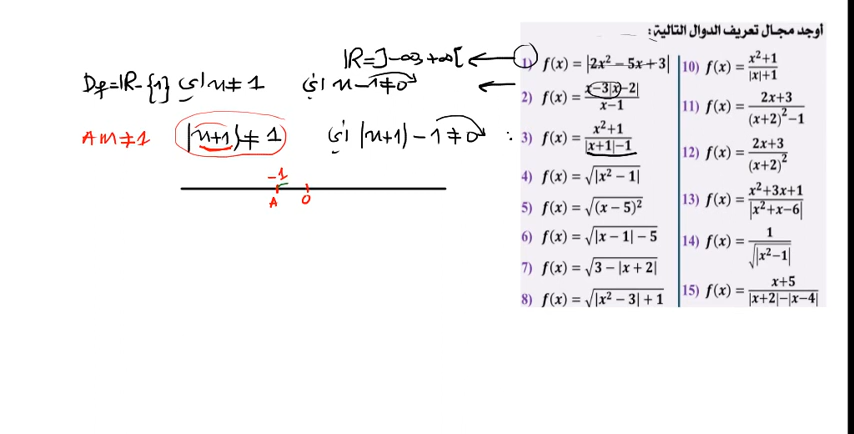 أوجد مجال تعريف الدوال التالية:
1) f(x) = |2x² − 5x + 3|
2) f(x) = x−3|x−2| / x−1
3) f(x) = x²+1 / |x+1|−1
4) f(x) = √|x² − 1|
5) f(x) = √(x − 5)²
6) f(x) = √|x − 1| − 5
7) f(x) = √3 − |x + 2|
8) f(x) = √|x² − 3| + 1
10) f(x) = x²+1 / |x|+1
11) f(x) = 2x+3 / (x+2)²−1
12) f(x) = 2x+3 / (x+2)²
13) f(x) = x²+3x+1 / |x²+x−6|
14) f(x) = 1 / √|x²−1|
15) f(x) = x+5 / |x+2|−|x−4|
IR = ]−∞, +∞[
Df = IR − {1} أي x ≠ 1 أي x − 1 ≠ 0
AM ≠ 1 |x+1| ≠ 1 أي |x+1) − 1 ≠ 0
−1
A 0